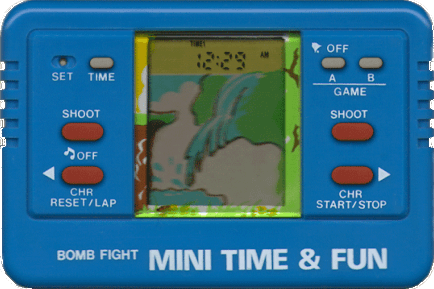 TIME1
12:29 AM
SET TIME
OFF
A B
GAME
SHOOT
SHOOT
OFF
CHR
RESET/LAP
CHR
START/STOP
BOMB FIGHT MINI TIME & FUN